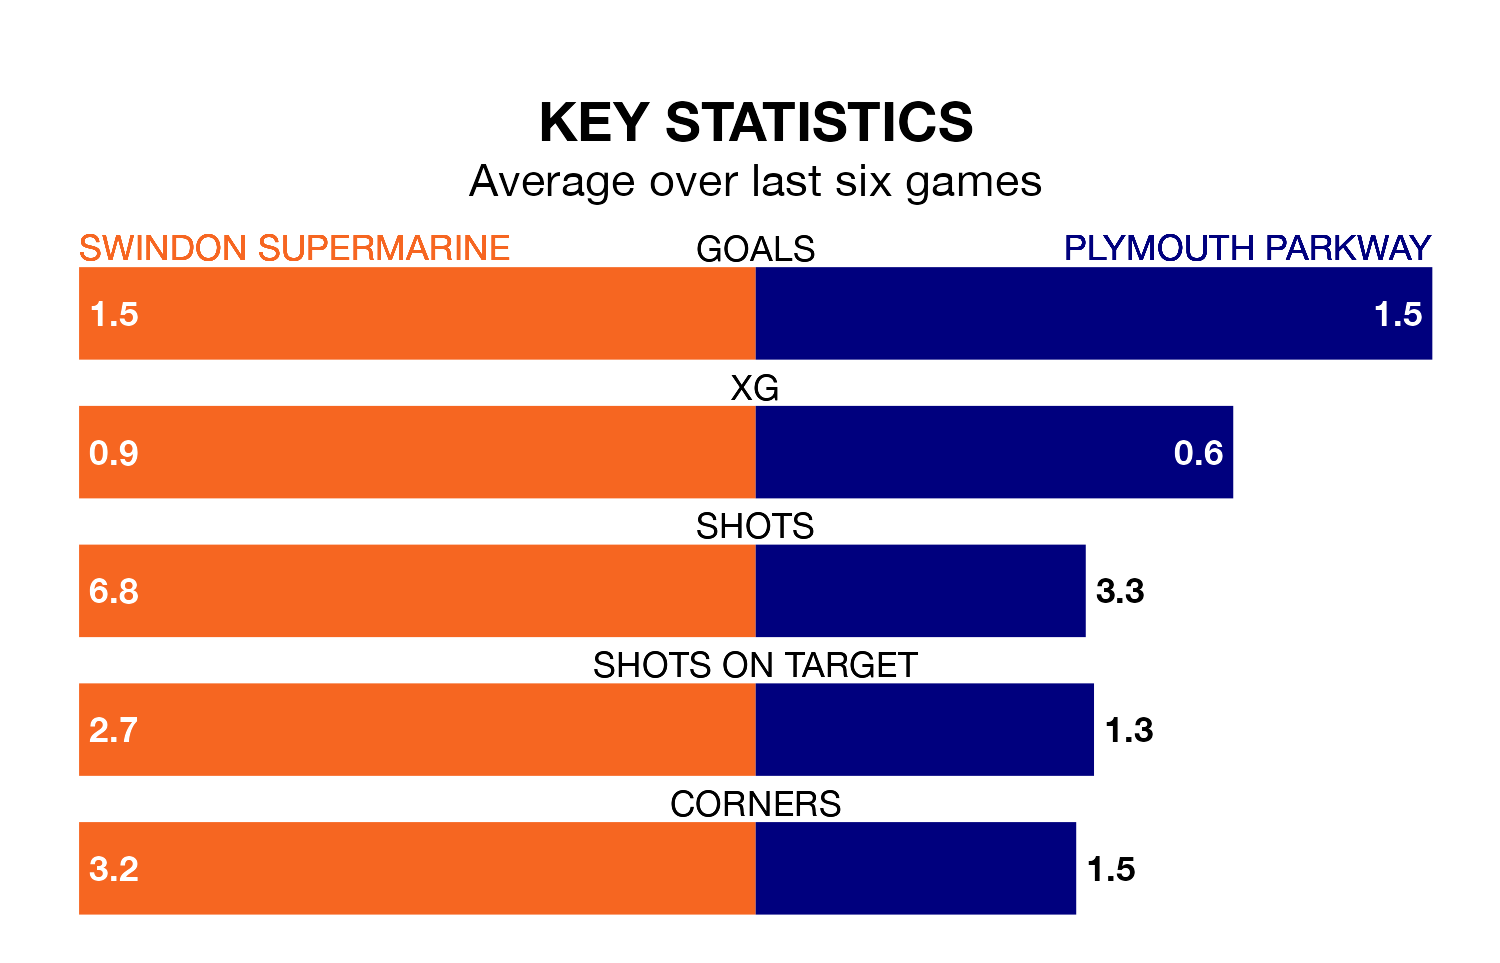 KEY STATISTICS
Average over last six games
SWINDON SUPERMARINE GOALS PLYMOUTH PARKWAY
1.5 1.5
XG
0.9 0.6
SHOTS
6.8 3.3
SHOTS ON TARGET
2.7 1.3
CORNERS
3.2 1.5